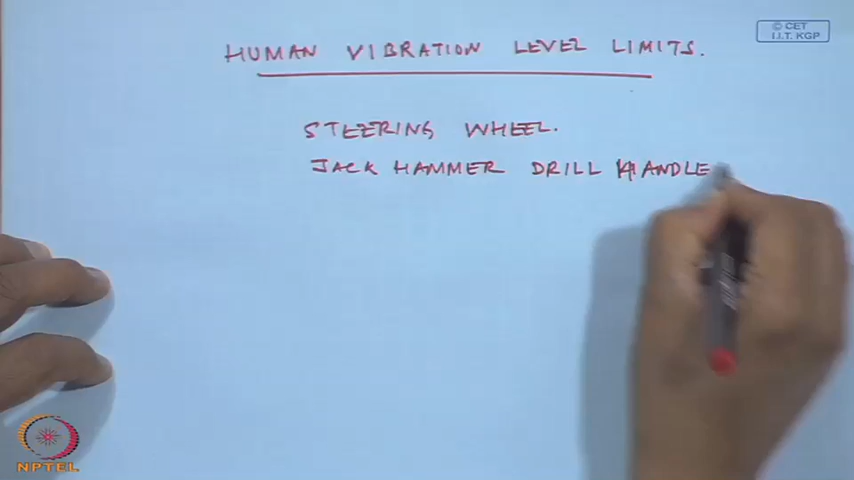 © CET
I.I.T. KGP
HUMAN VIBRATION LEVEL LIMITS.
STEERING WHEEL.
JACK HAMMER DRILL HANDLE
NPTEL